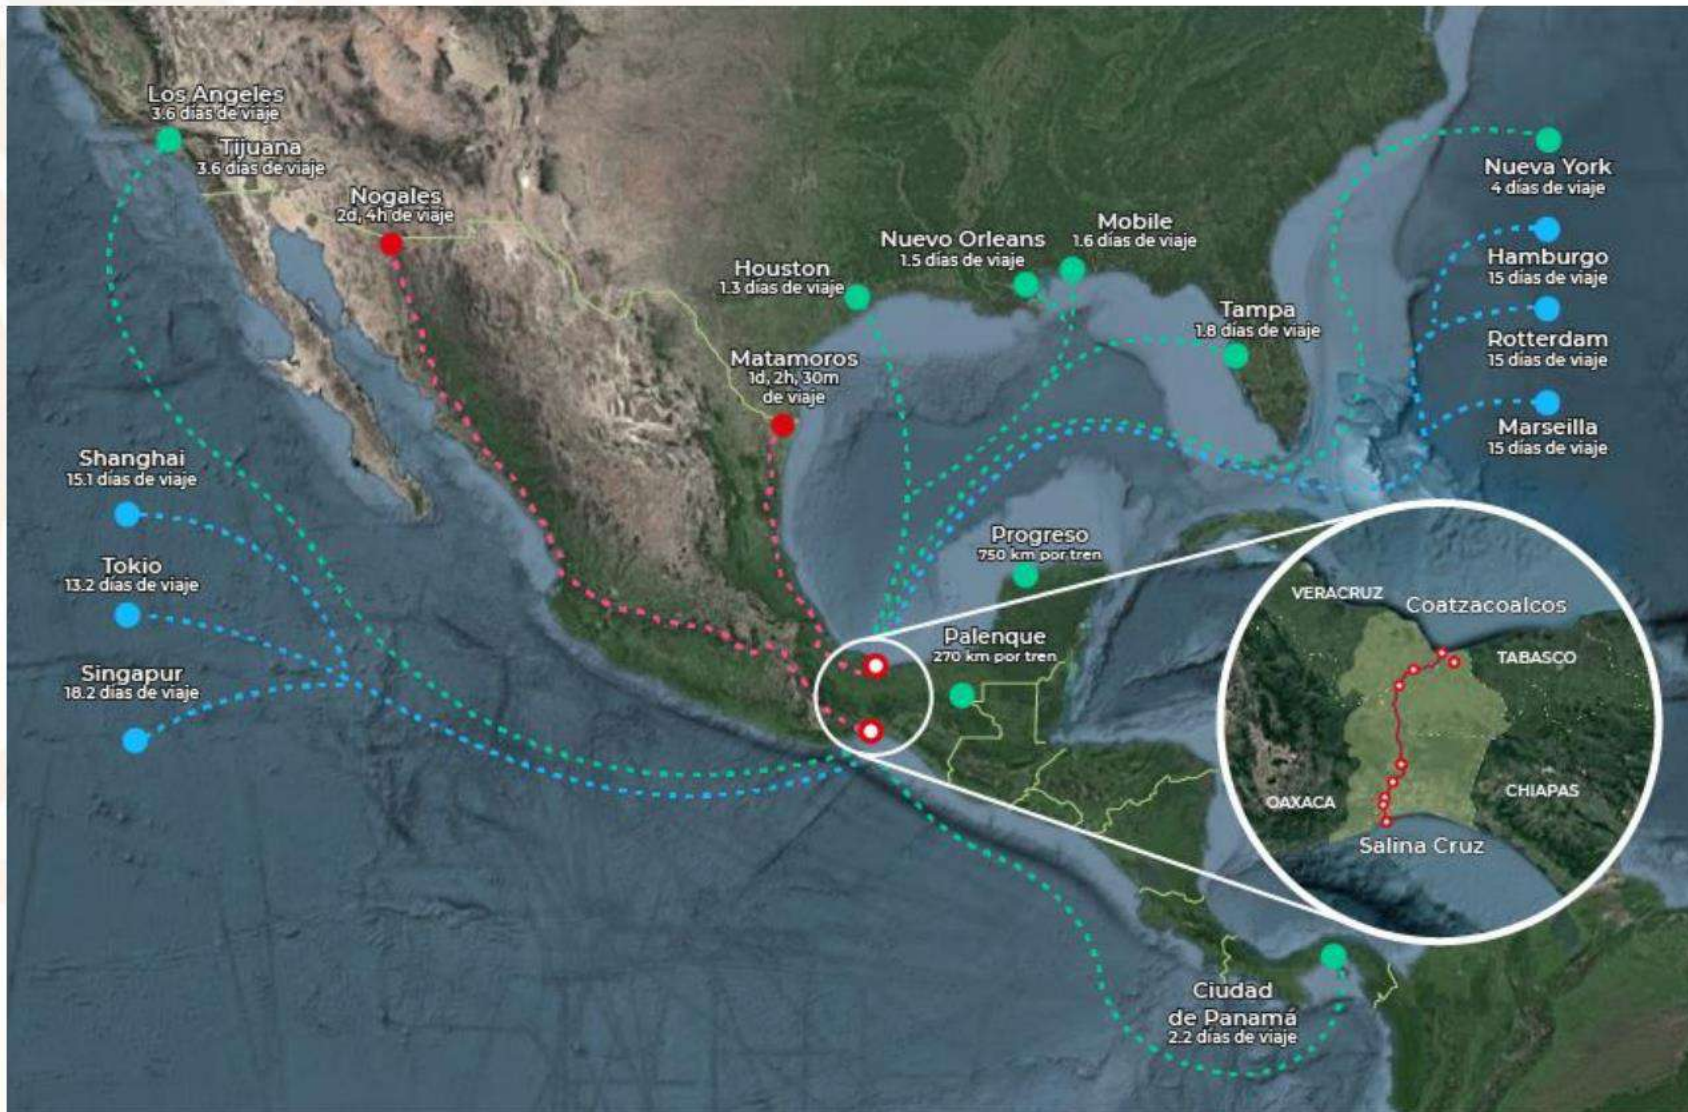 Los Angeles
3.6 días de viaje
Tijuana
3.6 días de viaje
Nogales
2d, 4h de viaje
Houston
1.3 días de viaje
Nuevo Orleans
1.5 días de viaje
Mobile
1.6 días de viaje
Tampa
1.8 días de viaje
Nueva York
4 días de viaje
Hamburgo
15 días de viaje
Rotterdam
15 días de viaje
Marseilla
15 días de viaje
Matamoros
1d, 2h, 30m
de viaje
Shanghai
15.1 días de viaje
Tokio
13.2 días de viaje
Singapur
18.2 días de viaje
Progreso
750 km por tren
Palenque
270 km por tren
VERACRUZ
Coatzacoalcos
TABASCO
OAXACA
CHIAPAS
Salina Cruz
Ciudad
de Panamá
2.2 días de viaje